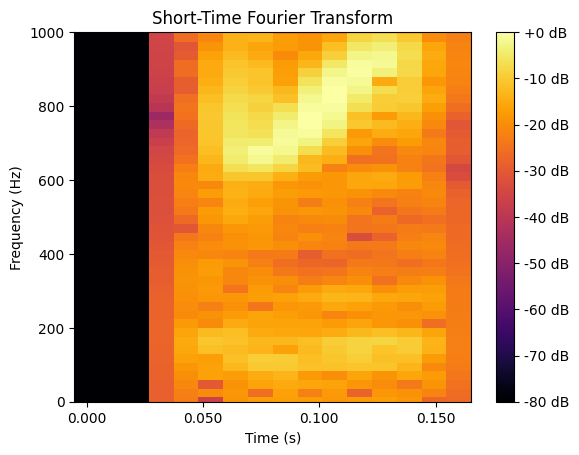 Short-Time Fourier Transform
1000
800
600
400
200
0
Frequency (Hz)
0.000
0.050
0.100
0.150
Time (s)
+0 dB
-10 dB
-20 dB
-30 dB
-40 dB
-50 dB
-60 dB
-70 dB
-80 dB